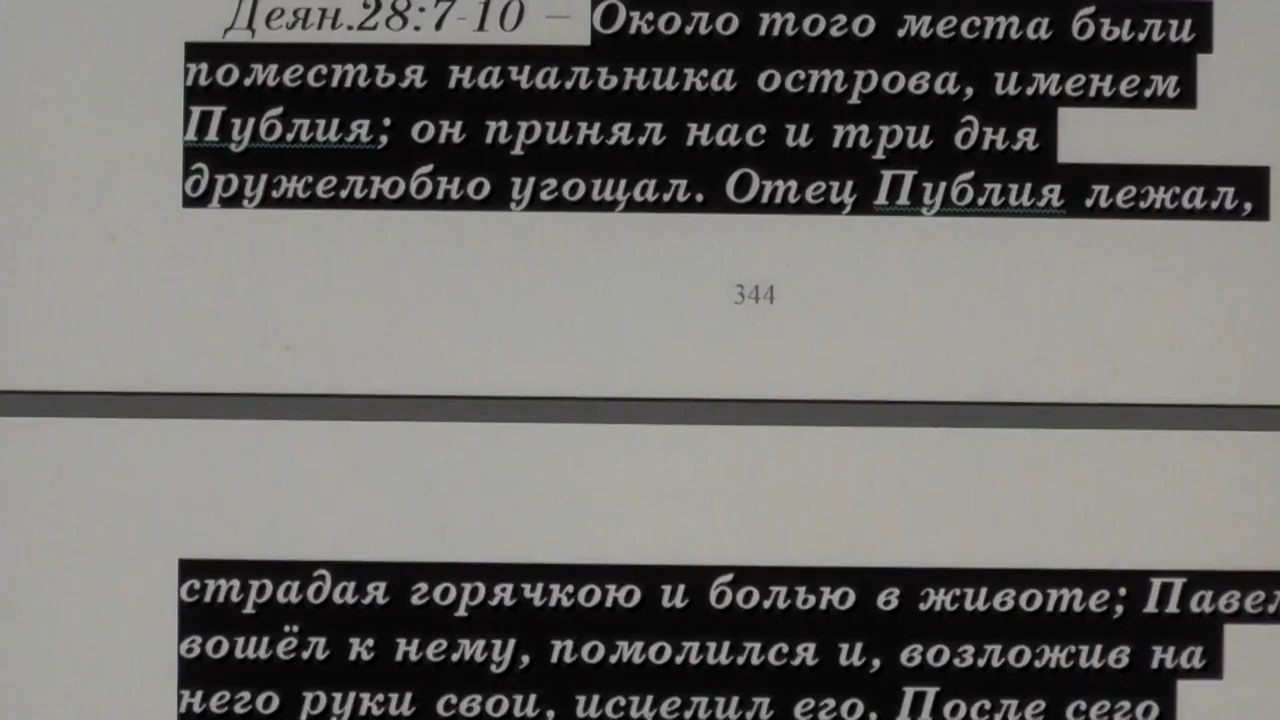 Деян.28:7-10 – Около того места были
поместья начальника острова, именем
Публия; он принял нас и три дня
дружелюбно угощал. Отец Публия лежал,
344
страдая горячкою и болью в животе; Павел
вошёл к нему, помолился и, возложив на
него руки свои, исцелил его. После сего